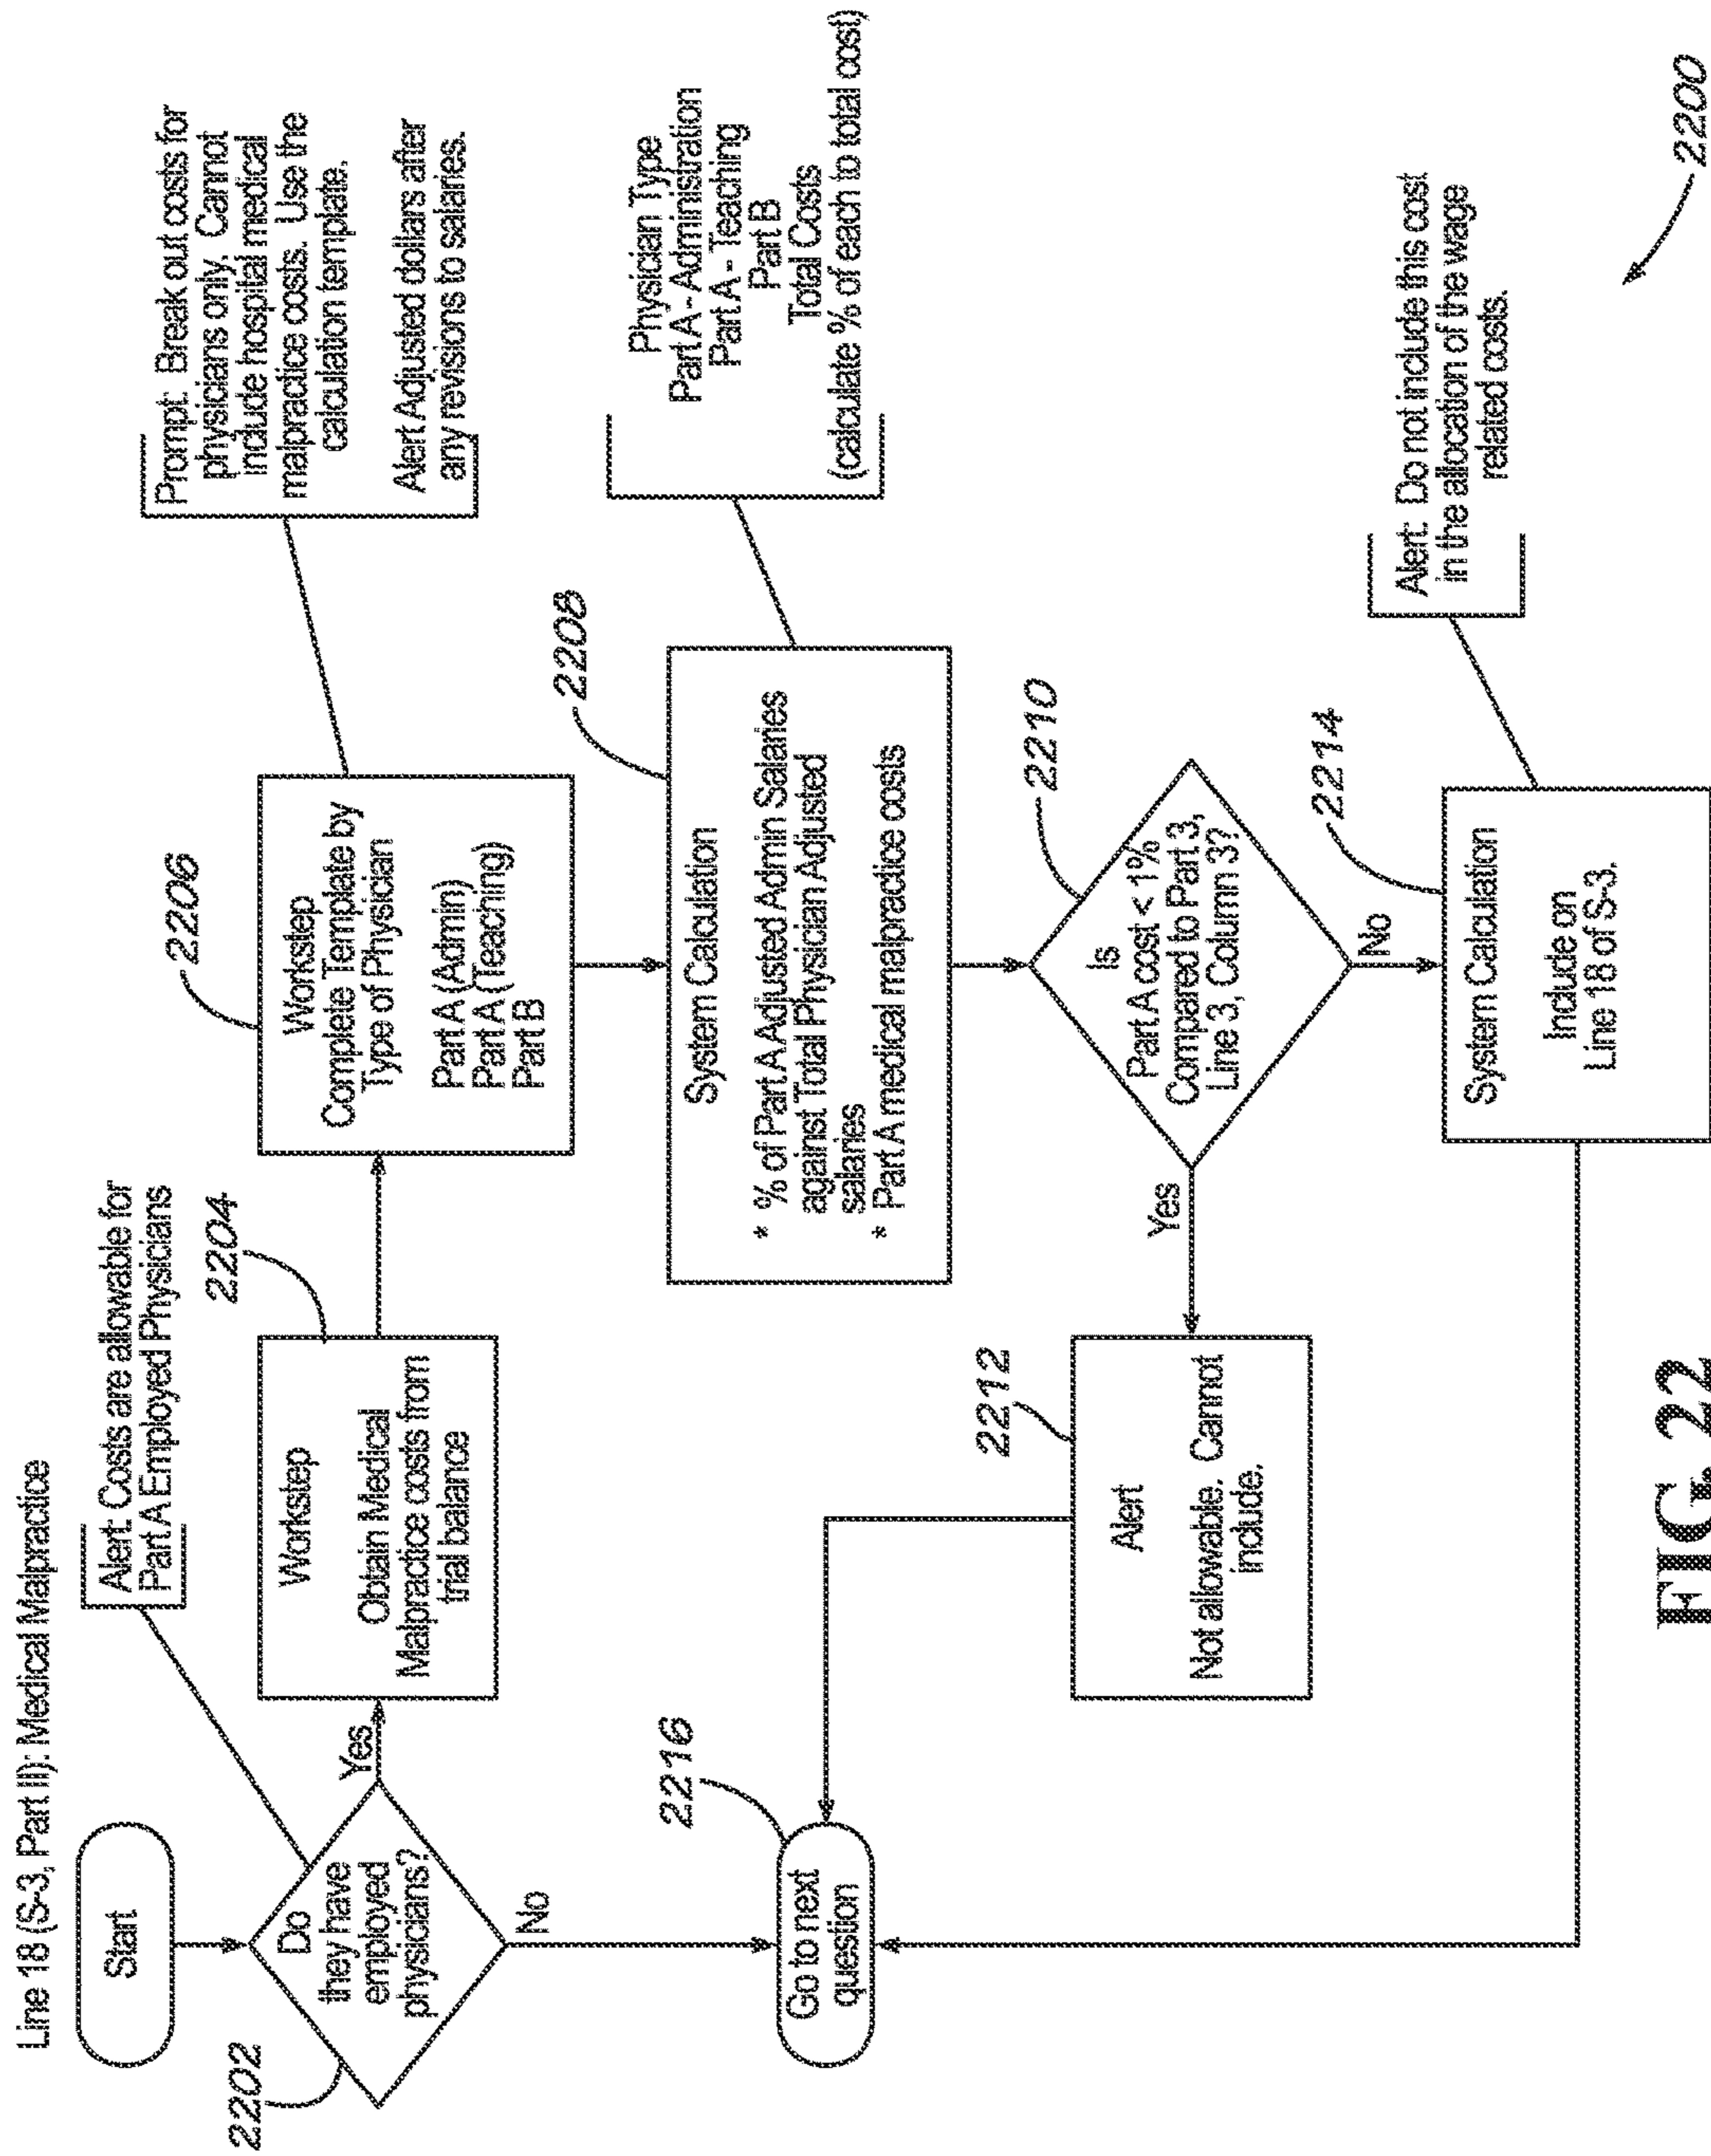 Line 18 (S-3, Part II): Medical Malpractice
Start
Alert: Costs are allowable for
Part A Employed Physicians
2202
Do
they have
employed
physicians?
Yes
No
2204
Workstep
Obtain Medical
Malpractice costs from
trial balance
2206
Workstep
Complete Template by
Type of Physician
Part A (Admin)
Part A (Teaching)
Part B
Prompt: Break out costs for
physicians only. Cannot
include hospital medical
malpractice costs. Use the
calculation template.
Alert Adjusted dollars after
any revisions to salaries.
2208
System Calculation
* % of Part A Adjusted Admin Salaries
against Total Physician Adjusted
salaries
* Part A medical malpractice costs
Physician Type
Part A - Administration
Part A - Teaching
Part B
Total Costs
(calculate % of each to total cost)
2210
Is
Part A cost < 1%
Compared to Part 3,
Line 3, Column 3?
Yes
No
2212
Alert
Not allowable. Cannot
include.
2214
System Calculation
Include on
Line 18 of S-3.
Alert: Do not include this cost
in the allocation of the wage
related costs.
2216
Go to next
question
2200
FIG. 22